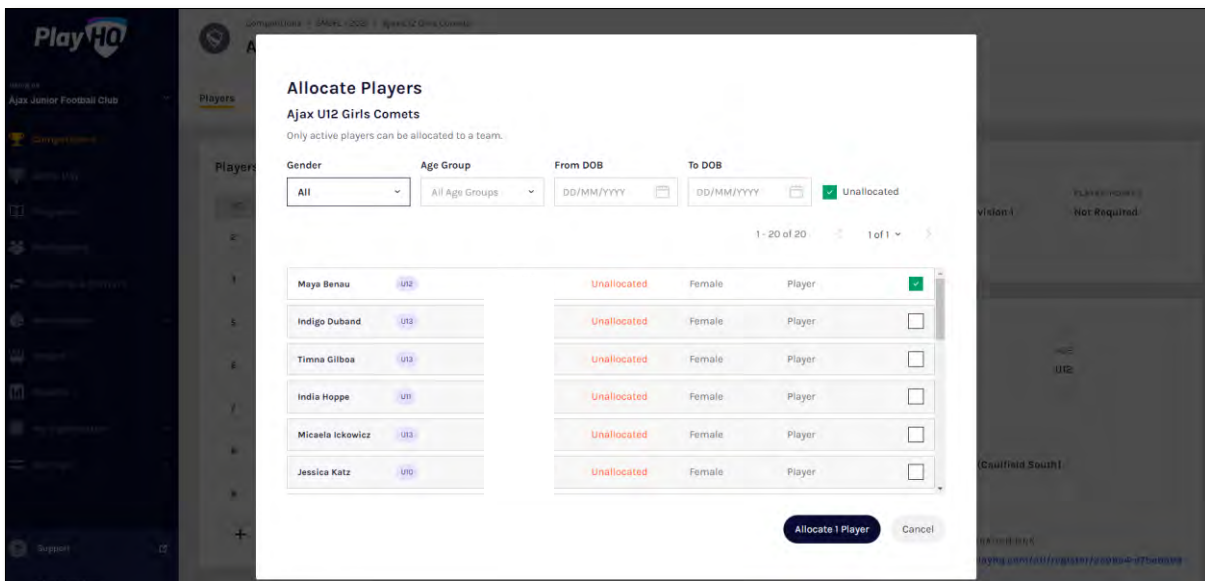 PlayHQ
Ajax Junior Football Club
Players
Players
Allocate Players
Ajax U12 Girls Comets
Only active players can be allocated to a team.
Gender Age Group From DOB To DOB
All All Age Groups DD/MM/YYYY DD/MM/YYYY Unallocated
1 - 20 of 20 1 of 1
Maya Benau U12 Unallocated Female Player
Indigo Duband U13 Unallocated Female Player
Timna Gilboa U13 Unallocated Female Player
India Hoppe U11 Unallocated Female Player
Micaela Ickowicz U13 Unallocated Female Player
Jessica Katz U10 Unallocated Female Player
Allocate 1 Player Cancel
Not Required
U12
(Caulfield South)
Support